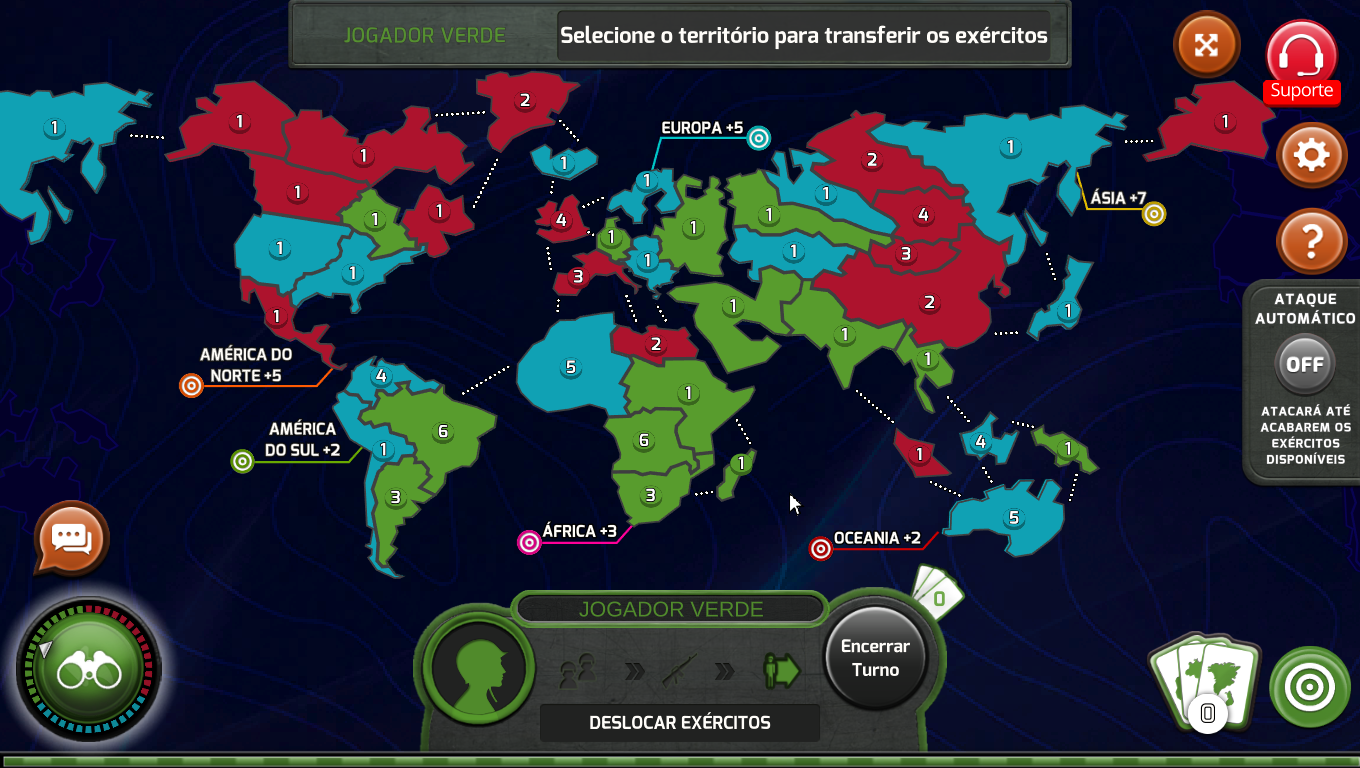 JOGADOR VERDE
Selecione o território para transferir os exércitos
Suporte
EUROPA +5
ÁSIA +7
ATAQUE
AUTOMÁTICO
OFF
ATACARÁ ATÉ
ACABAREM OS
EXÉRCITOS
DISPONÍVEIS
AMÉRICA DO
NORTE +5
AMÉRICA
DO SUL +2
ÁFRICA +3
OCEANIA +2
1
1
1
2
1
1
1
1
1
1
1
4
1
1
3
1
1
2
1
1
1
1
4
3
2
1
1
1
1
1
5
2
1
6
3
1
4
6
1
3
1
4
1
5
0
JOGADOR VERDE
Encerrar
Turno
DESLOCAR EXÉRCITOS
0
?